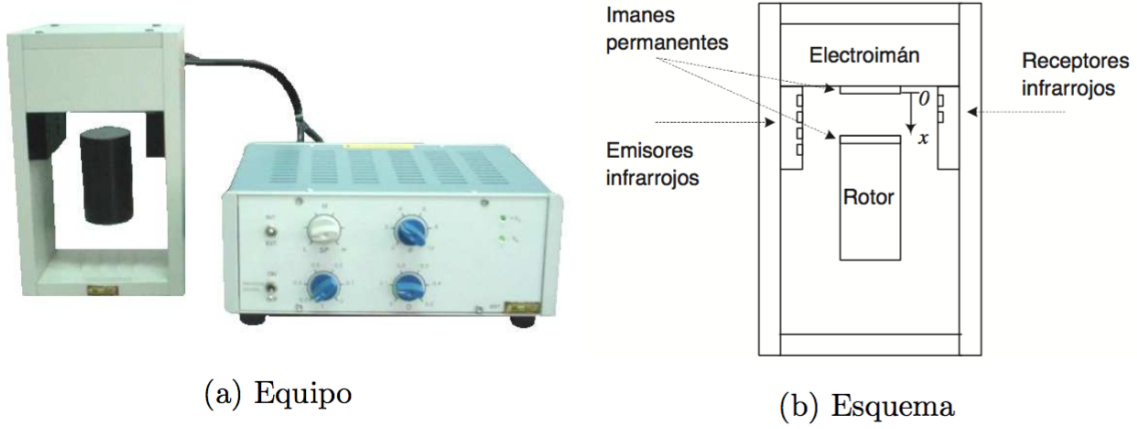 Imanes
permanentes
Electroimán
Receptores
infrarrojos
0
x
Emisores
infrarrojos
Rotor
(a) Equipo
(b) Esquema